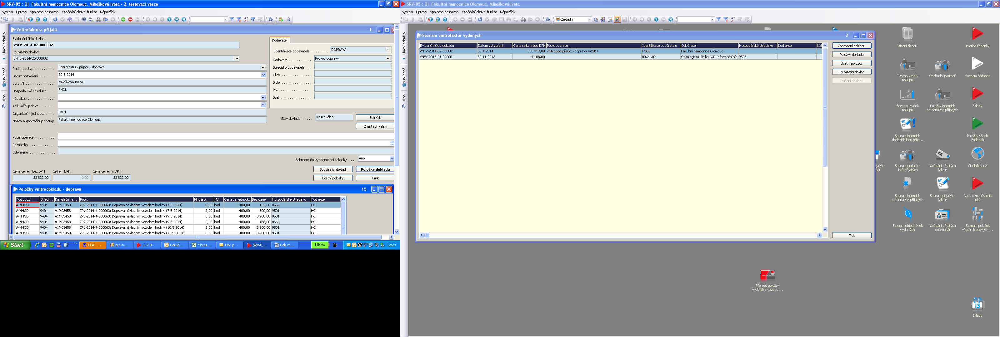 SRV-85 : QI  Fakultní nemocnice Olomouc, Mikošková Iveta - 2. testovací verze
Systém Úpravy Společná nastavení Ovládání aktivní funkce Nápovědy
Hlavní nabídka
Oblíbené
Okna
Vnitrofaktura přijatá 1
Evidenční číslo dokladu
VNFP-2014-02-000002
Související doklad
VNFV-2014-02-000002
Řada, podtyp . . . . . . . . . Vnitrofaktury přijaté - doprava
Datum vytvoření . . . . . . . 20.5.2014
Vytvořil . . . . . . . . . . . . . Mikošková Iveta
Hospodářské středisko . . . FNOL
Kód akce . . . . . . . . . . . .
Kalkulační jednice . . . . . . .
Organizační jednotka . . . . FNOL
Název organizační jednotky Fakultní nemocnice Olomouc
Dodavatel
Identifikace dodavatele . . . . . . . . DOPRAVA
Dodavatel . . . . . . . . . . Provoz dopravy
Středisko dodavatele . .
Ulice . . . . . . . . . . . . .
Sídlo . . . . . . . . . . . . .
PSČ . . . . . . . . . . . . .
Stát . . . . . . . . . . . . .
Stav dokladu . . . . . Neschválen Schválit
Zrušit schválení
Popis operace . . . . . . . . .
Poznámka . . . . . . . . . . . .
Schváleno . . . . . . . . . . . .
Zahrnout do vyhodnocení zakázky . . . Ano
Cena celkem bez DPH Celkem DPH Cena celkem s DPH
33 832,00 0,00 33 832,00
Související doklad Položky dokladu
Účetní položky Tisk
Položky vnitrodokladu - doprava 15
Kód zboží Středi... Kalkulační je... Popis Množství MJ Cena za jednotku Bez daně Hospodářské středisko Kód akce
A-NHOD 9404 A1M03458 ZPV-2014-4-000063: Doprava nákladním vozidlem hodiny (7.5.2014) 0,33 hod 400,00 132,00 0662 HC
A-NHOD 9404 A1M03458 ZPV-2014-4-000063: Doprava nákladním vozidlem hodiny (7.5.2014) 2,00 hod 400,00 800,00 9501 HC
A-NHOD 9404 A1M03458 ZPV-2014-4-000063: Doprava nákladním vozidlem hodiny (9.5.2014) 8,00 hod 400,00 3 200,00 9501 HC
A-NHOD 9404 A1M03458 ZPV-2014-4-000063: Doprava nákladním vozidlem hodiny (9.5.2014) 0,42 hod 400,00 168,00 0662 HC
A-NHOD 9404 A1M03458 ZPV-2014-4-000063: Doprava nákladním vozidlem hodiny (10.5.2014) 8,00 hod 400,00 3 200,00 9501 HC
A-NHOD 9404 A1M03458 ZPV-2014-4-000063: Doprava nákladním vozidlem hodiny (11.5.2014) 8,00 hod 400,00 3 200,00 9501 HC
Start EFA - ... pro in... SRV-8... Doruč... Micros... FW: p... SRV-8... Dokum... 100% 12:29
SRV-85 : QI  Fakultní nemocnice Olomouc, Mikošková Iveta
Systém Úpravy Společná nastavení Ovládání aktivní funkce Nápovědy
Základní
Hlavní nabídka
Oblíbené
Okna
Seznam vnitrofaktur vydaných 2
Evidenční číslo dokladu Datum vytvoření Cena celkem bez DPH Popis operace Identifikace odběratele Odběratel Hospodářské středisko Kód akce Kal
VNFV-2014-02-000001 30.4.2014 858 717,00 Vnitropod.přeúčt.-dopravy 4/2014 FNOL Fakultní nemocnice Olomouc
VNFV-2013-01-000001 30.11.2013 4 108,00 00.21.02 Onkologická klinika, OP-Informační síť 9503
Zobrazení dokladu
Položky dokladu
Účetní položky
Související doklad
Zrušení dokladu
Tisk
Řízení skladů
Tvorba žádanky
Tvorba vratky
nákupu
Obchodní partneři
Seznam žádanek
Seznam vratek
nákupů
Položky interních
objednávek přijatých
Sklady
Seznam interních
dodacích listů přija...
Položky všech
žádanek
Seznam dodacích
listů přijatých
Vkládání přijatých
faktur
Číselník zboží
Seznam interních
objednávek přijatých
Seznam přijatých
faktur
Apotheke - číselník
léků
Seznam objednávek
vydaných
Vkládání přijatých
dobropisů
Seznam položek
všech skladových ...
Přehled položek
výdejek s vazbou ...
13
Sklady